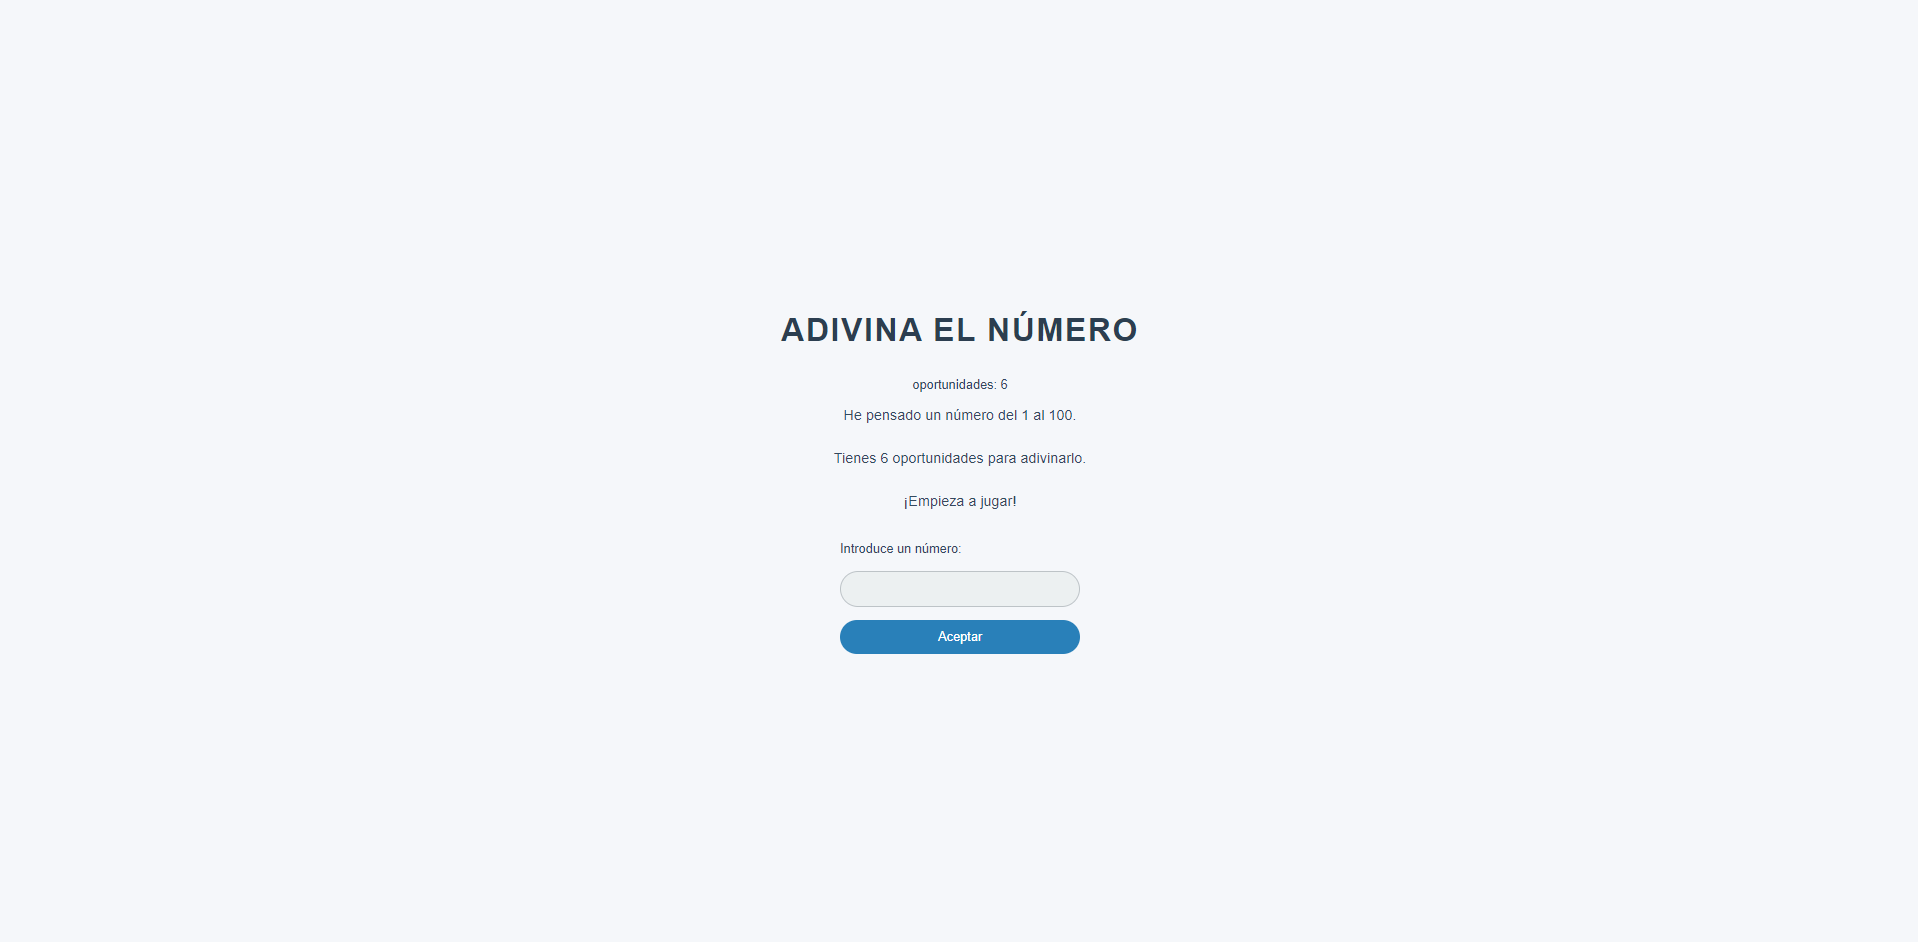 ADIVINA EL NÚMERO
oportunidades: 6
He pensado un número del 1 al 100.
Tienes 6 oportunidades para adivinarlo.
¡Empieza a jugar!
Introduce un número:
Aceptar